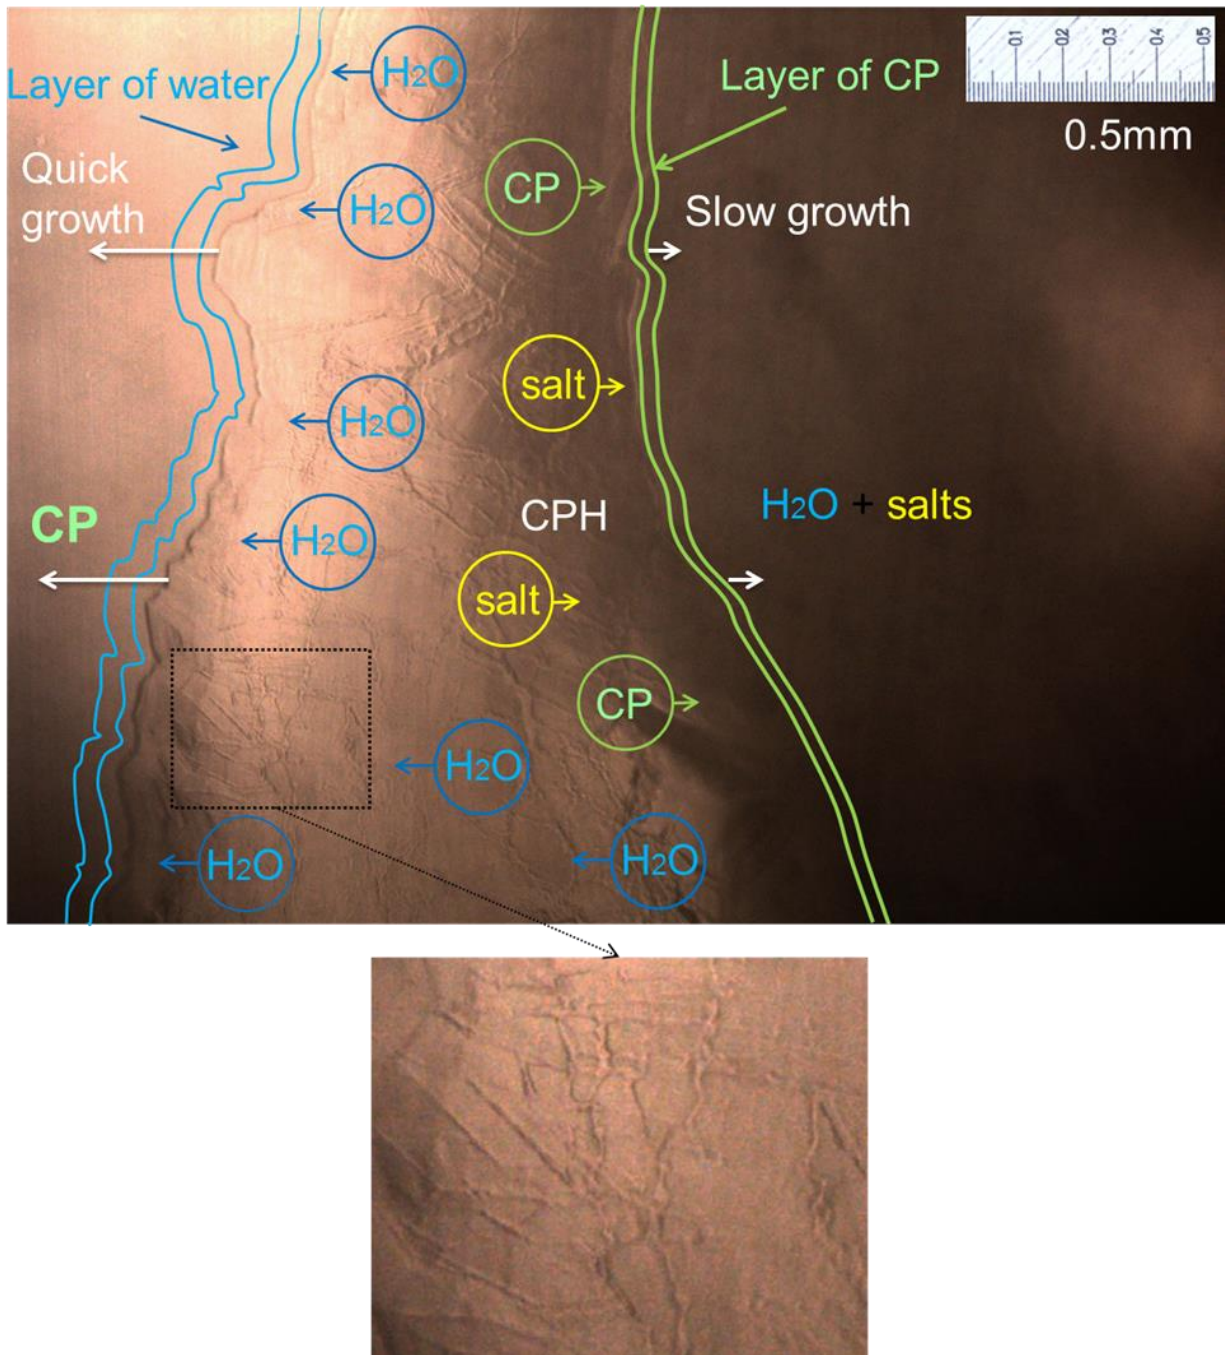 H2O
Layer of water
Layer of CP
0.1
0.2
0.3
0.4
0.5
0.5mm
Quick
growth
CP
H2O
Slow growth
salt
H2O
CP
H2O
CPH
H2O + salts
salt
CP
H2O
H2O
H2O